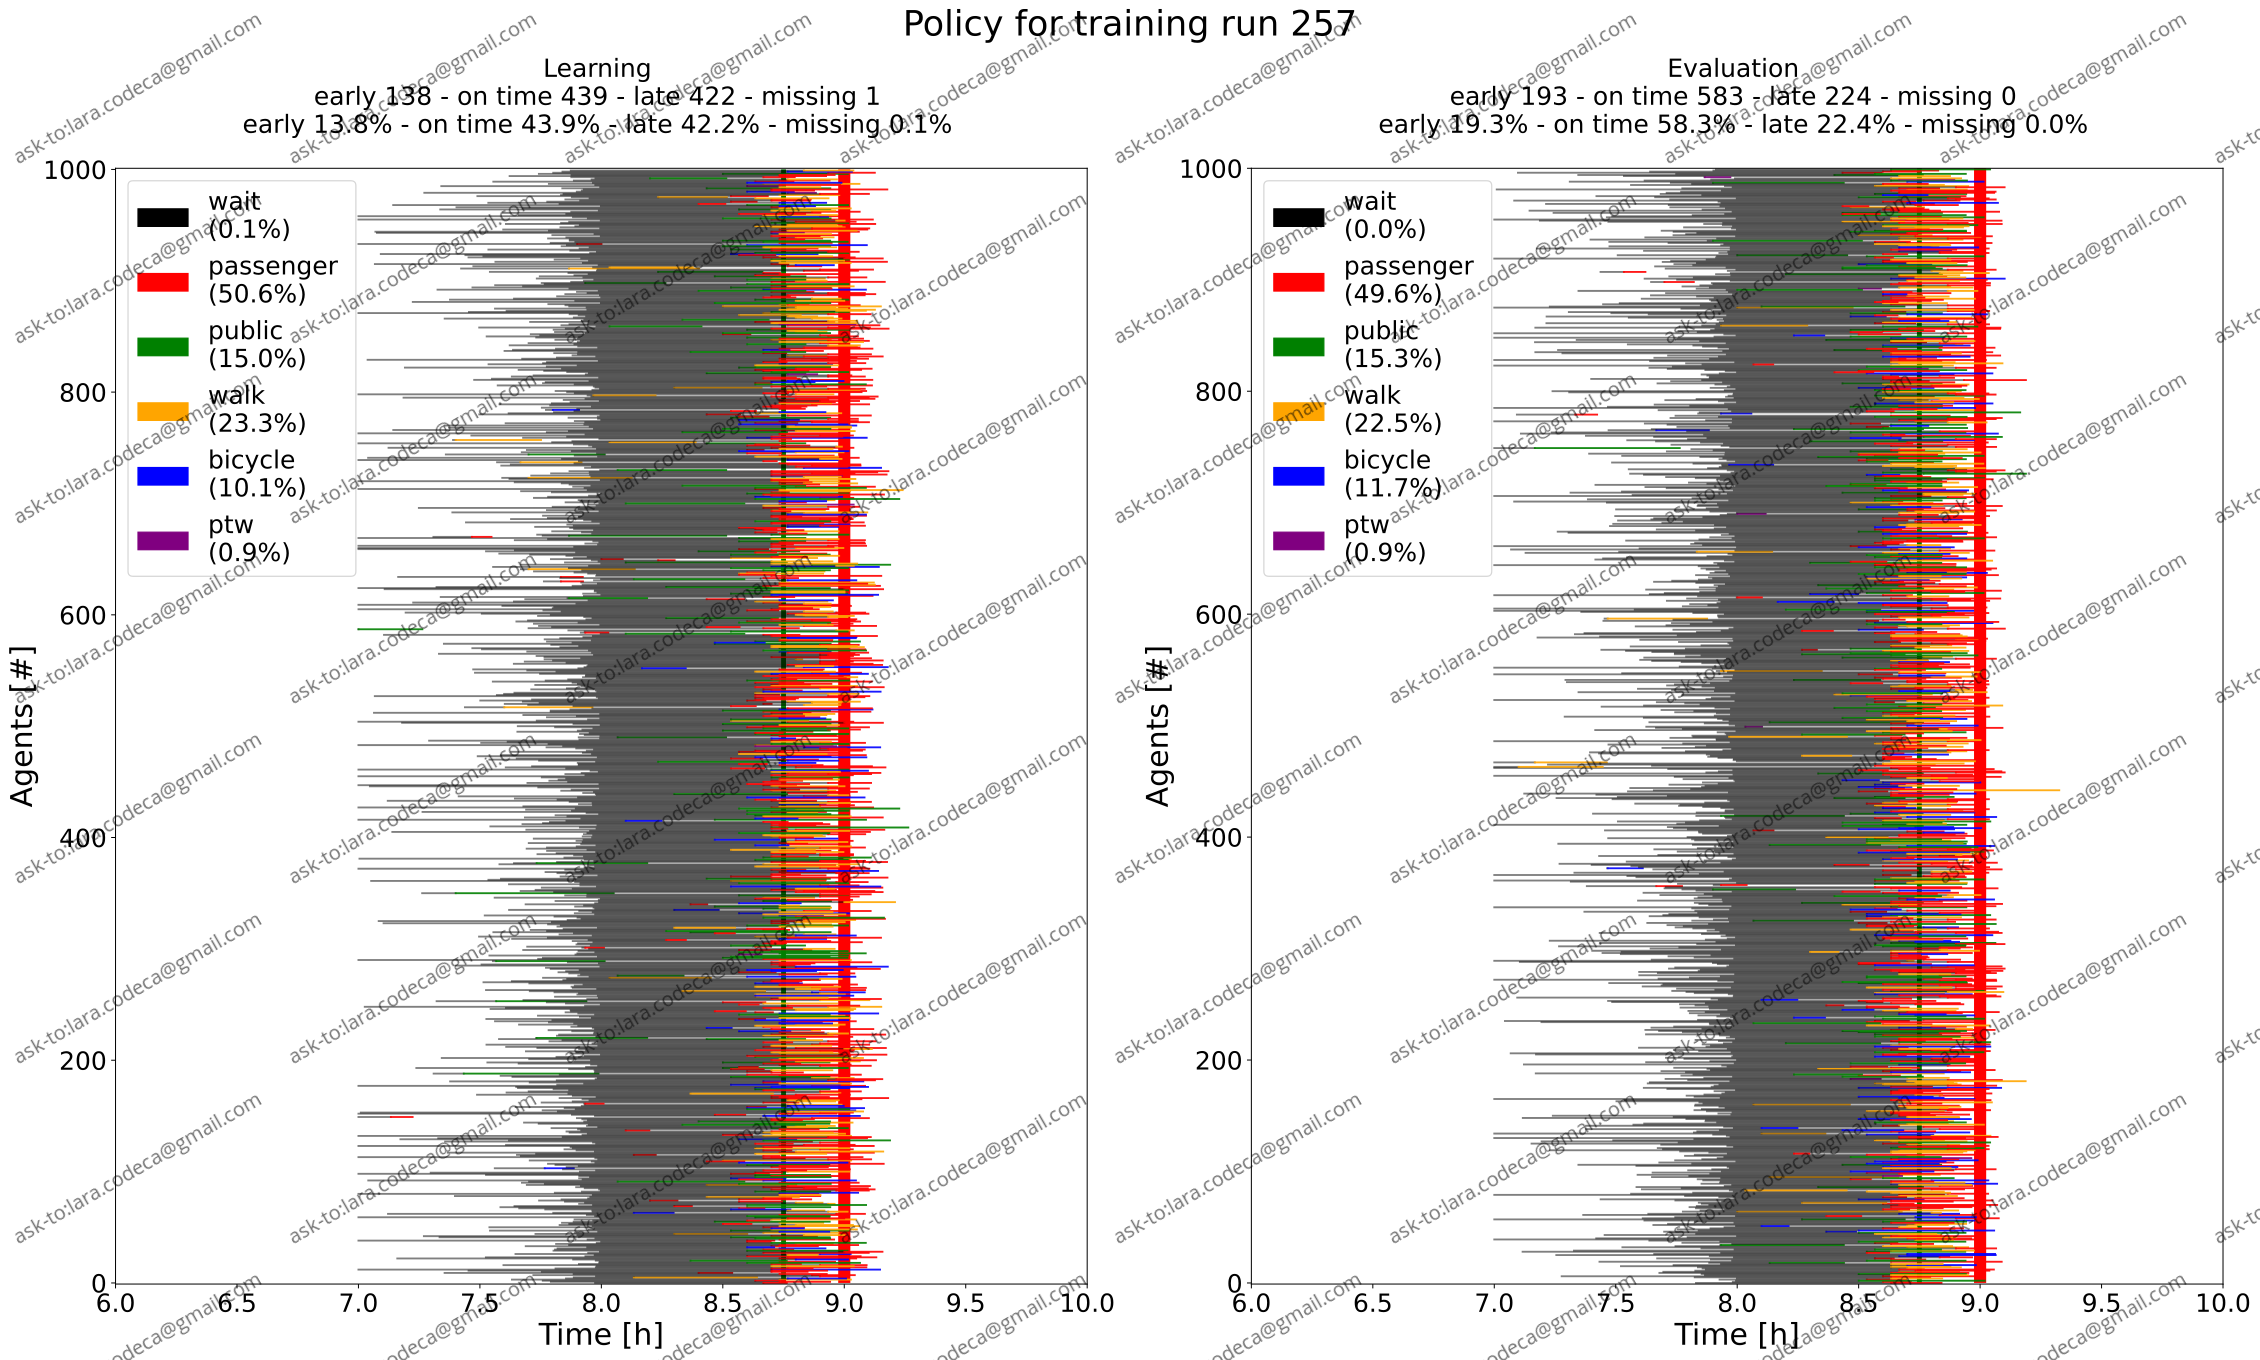 Policy for training run 257
Learning
early 138 - on time 439 - late 422 - missing 1
early 13.8% - on time 43.9% - late 42.2% - missing 0.1%
1000
800
600
400
200
0
Agents [#]
wait
(0.1%)
passenger
(50.6%)
public
(15.0%)
walk
(23.3%)
bicycle
(10.1%)
ptw
(0.9%)
6.0 6.5 7.0 7.5 8.0 8.5 9.0 9.5 10.0
Time [h]
Evaluation
early 193 - on time 583 - late 224 - missing 0
early 19.3% - on time 58.3% - late 22.4% - missing 0.0%
1000
800
600
400
200
0
Agents [#]
wait
(0.0%)
passenger
(49.6%)
public
(15.3%)
walk
(22.5%)
bicycle
(11.7%)
ptw
(0.9%)
6.0 6.5 7.0 7.5 8.0 8.5 9.0 9.5 10.0
Time [h]
ask-to:lara.codeca@gmail.com